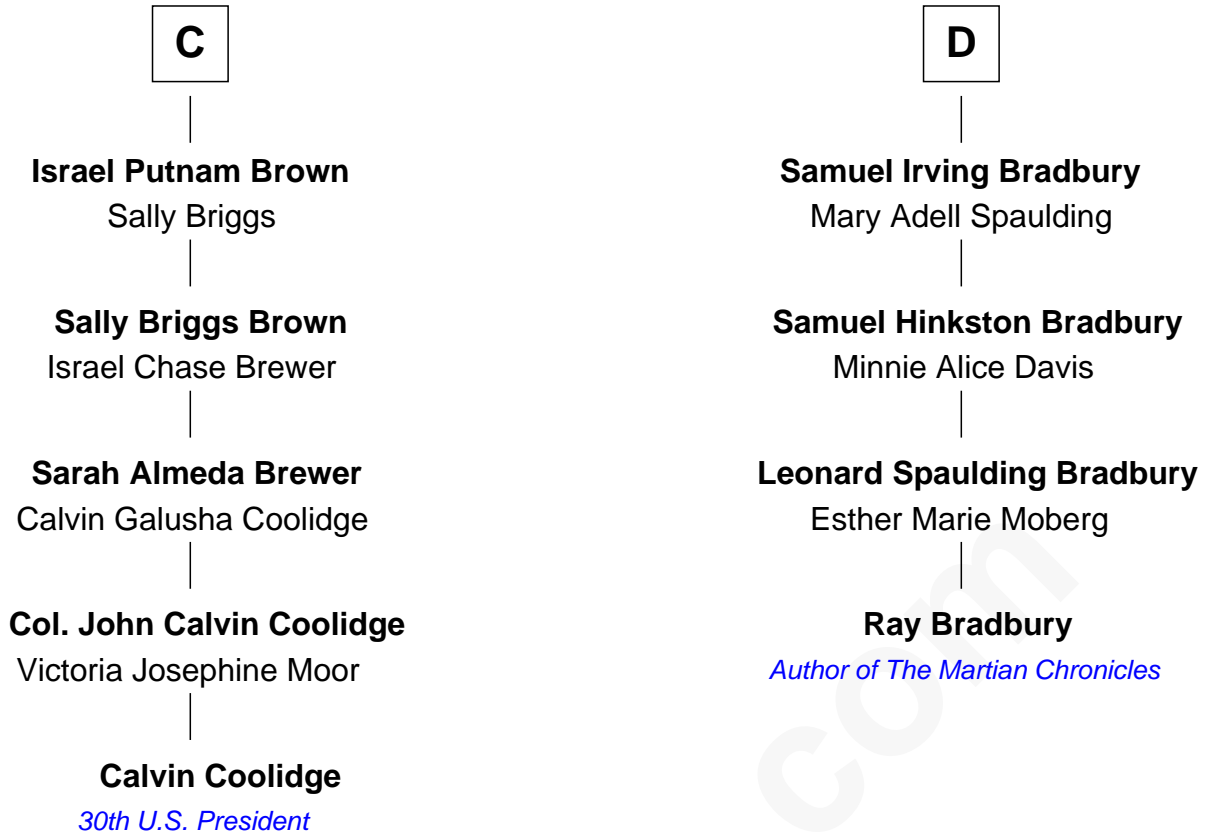 C
Israel Putnam Brown
Sally Briggs
Sally Briggs Brown
Israel Chase Brewer
Sarah Almeda Brewer
Calvin Galusha Coolidge
Col. John Calvin Coolidge
Victoria Josephine Moor
Calvin Coolidge
30th U.S. President
D
Samuel Irving Bradbury
Mary Adell Spaulding
Samuel Hinkston Bradbury
Minnie Alice Davis
Leonard Spaulding Bradbury
Esther Marie Moberg
Ray Bradbury
Author of The Martian Chronicles
com